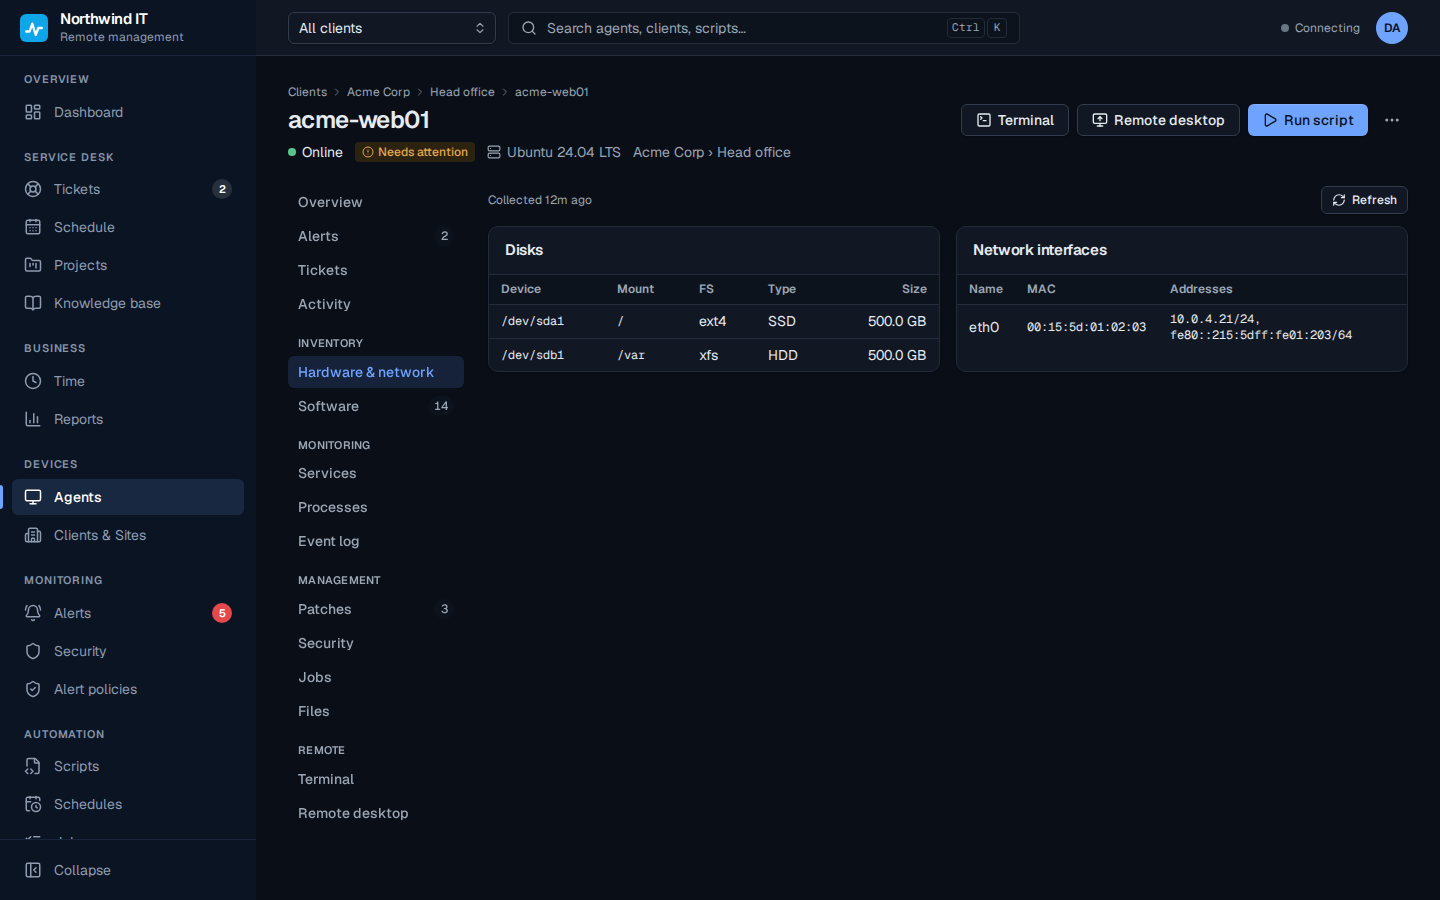 Northwind IT
Remote management
All clients
Search agents, clients, scripts...
Ctrl K
Connecting
DA
OVERVIEW
Dashboard
SERVICE DESK
Tickets 2
Schedule
Projects
Knowledge base
BUSINESS
Time
Reports
DEVICES
Agents
Clients & Sites
MONITORING
Alerts 5
Security
Alert policies
AUTOMATION
Scripts
Schedules
Collapse
Clients > Acme Corp > Head office > acme-web01
acme-web01
Terminal
Remote desktop
Run script
Online
Needs attention
Ubuntu 24.04 LTS
Acme Corp › Head office
Overview
Alerts 2
Tickets
Activity
INVENTORY
Hardware & network
Software 14
MONITORING
Services
Processes
Event log
MANAGEMENT
Patches 3
Security
Jobs
Files
REMOTE
Terminal
Remote desktop
Collected 12m ago
Refresh
Disks
Device Mount FS Type Size
/dev/sda1 / ext4 SSD 500.0 GB
/dev/sdb1 /var xfs HDD 500.0 GB
Network interfaces
Name MAC Addresses
eth0 00:15:5d:01:02:03 10.0.4.21/24,
fe80::215:5dff:fe01:203/64